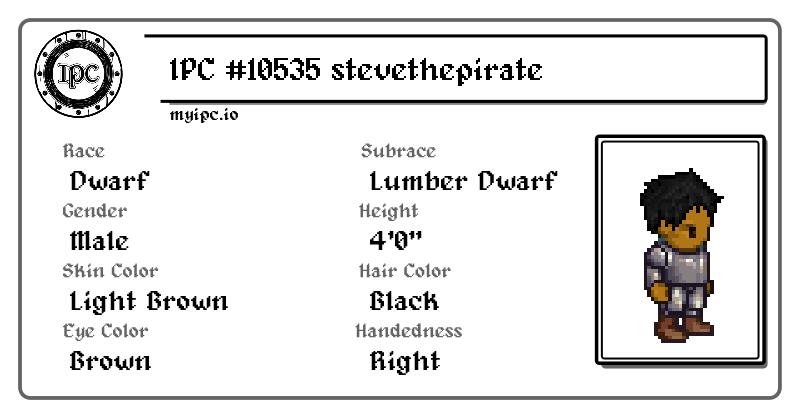 IPC
IPC #10535 stevethepirate
myipc.io
Race
Dwarf
Subrace
Lumber Dwarf
Gender
Male
Height
4'0"
Skin Color
Light Brown
Hair Color
Black
Eye Color
Brown
Handedness
Right